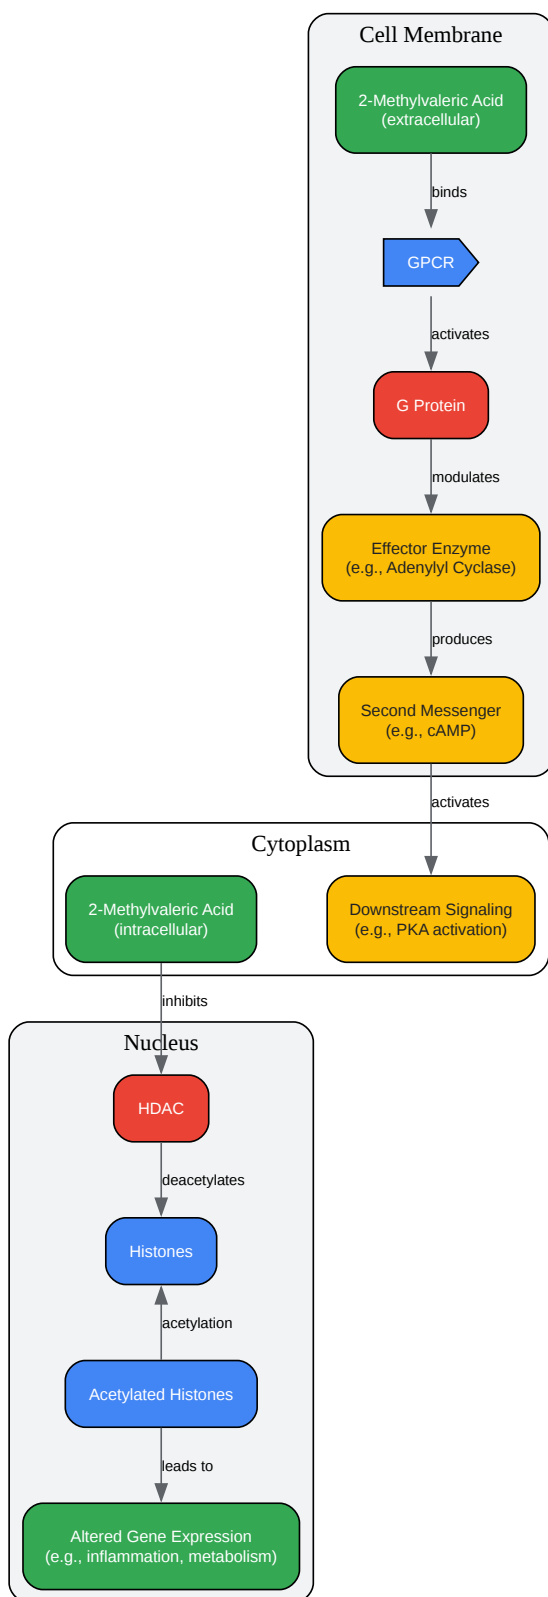 Cell Membrane
2-Methylvaleric Acid
(extracellular)
binds
GPCR
activates
G Protein
modulates
Effector Enzyme
(e.g., Adenylyl Cyclase)
produces
Second Messenger
(e.g., cAMP)
activates
Cytoplasm
2-Methylvaleric Acid
(intracellular)
Downstream Signaling
(e.g., PKA activation)
inhibits
Nucleus
HDAC
deacetylates
Histones
acetylation
Acetylated Histones
leads to
Altered Gene Expression
(e.g., inflammation, metabolism)